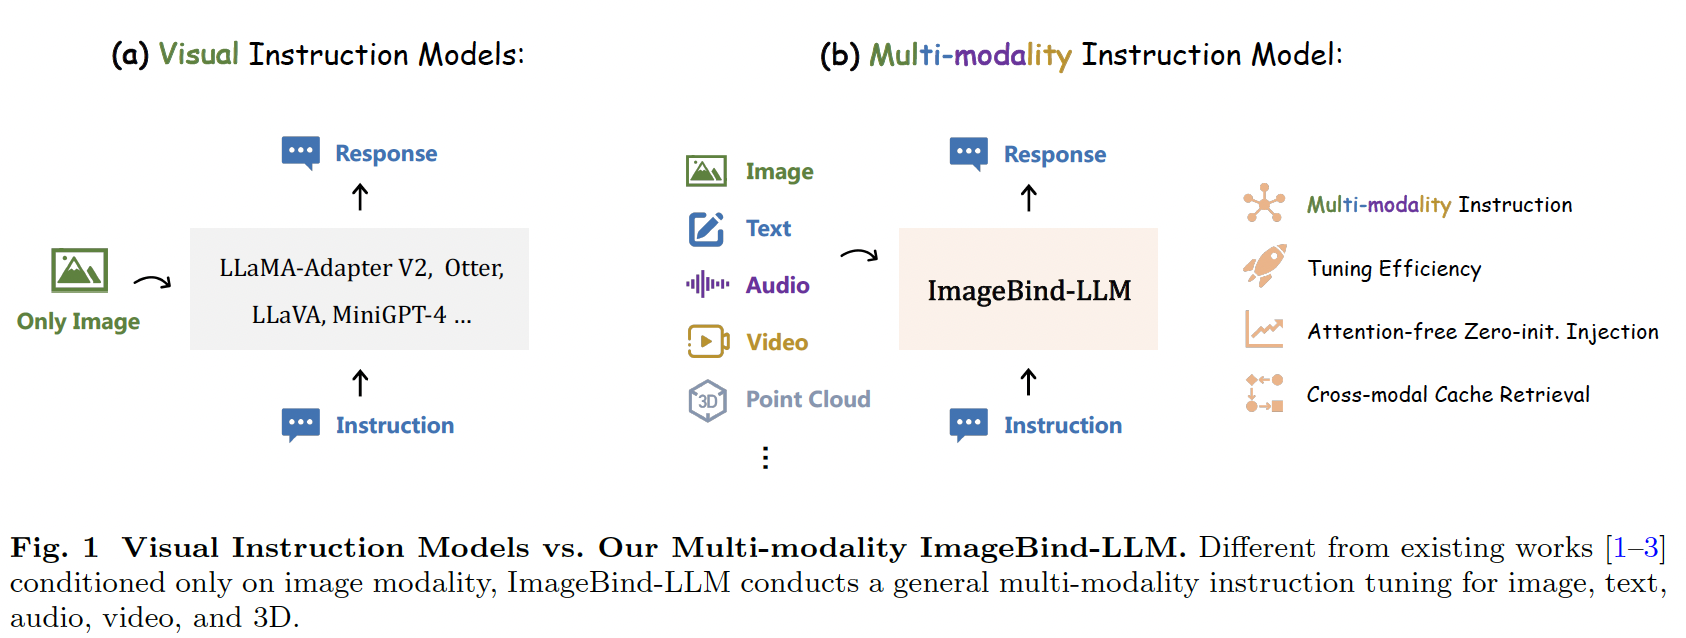 (a) Visual Instruction Models:
Response
LLaMA-Adapter V2, Otter,
LLaVA, MiniGPT-4 ...
Only Image
Instruction
(b) Multi-modality Instruction Model:
Response
Image
Text
Audio
Video
3D
Point Cloud
ImageBind-LLM
Instruction
Multi-modality Instruction
Tuning Efficiency
Attention-free Zero-init. Injection
Cross-modal Cache Retrieval
Fig. 1 Visual Instruction Models vs. Our Multi-modality ImageBind-LLM. Different from existing works [1–3]
conditioned only on image modality, ImageBind-LLM conducts a general multi-modality instruction tuning for image, text,
audio, video, and 3D.